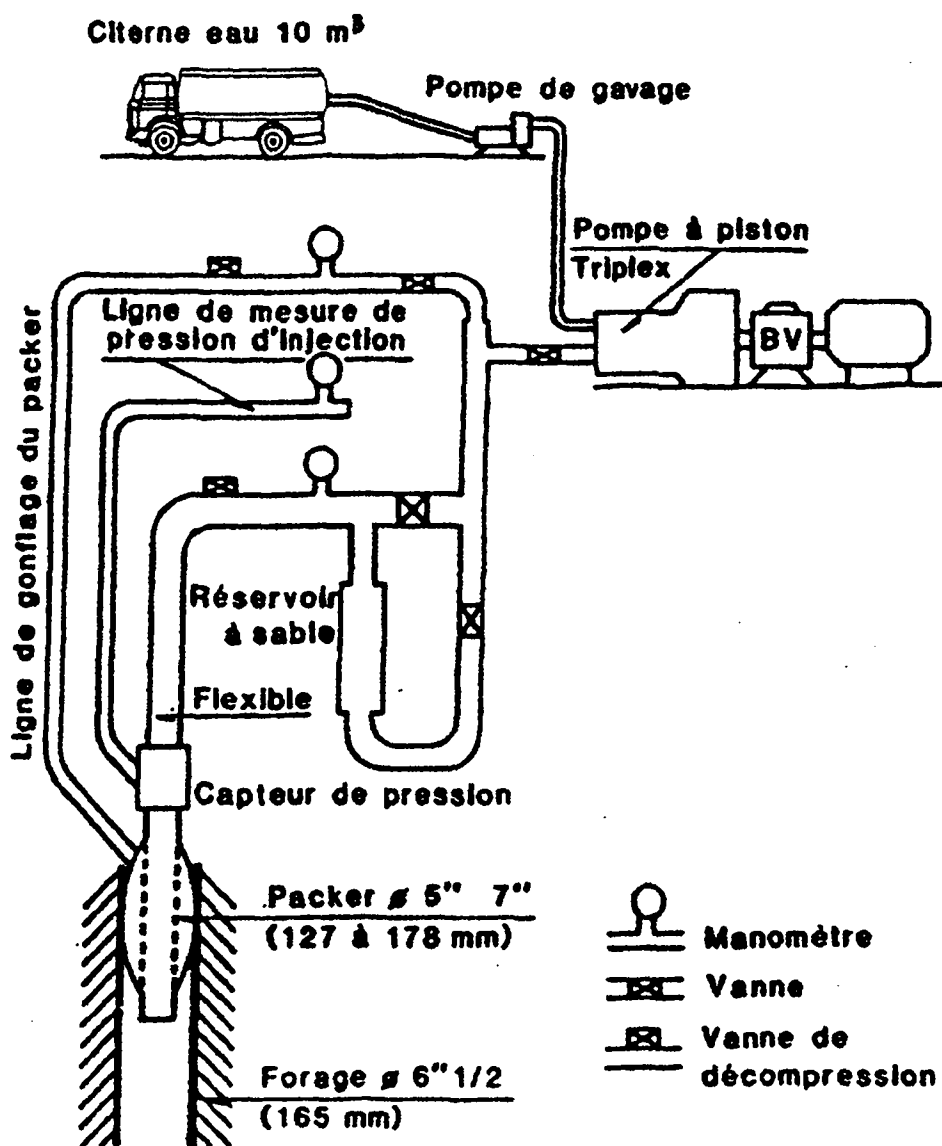 Citerne eau 10 m³
Pompe de gavage
Pompe à piston
Triplex
BV
Ligne de mesure de
pression d'injection
Ligne de gonflage du packer
Réservoir
à sable
Flexible
Capteur de pression
Packer ø 5" 7"
(127 à 178 mm)
Forage ø 6"1/2
(165 mm)
Manomètre
Vanne
Vanne de
décompression